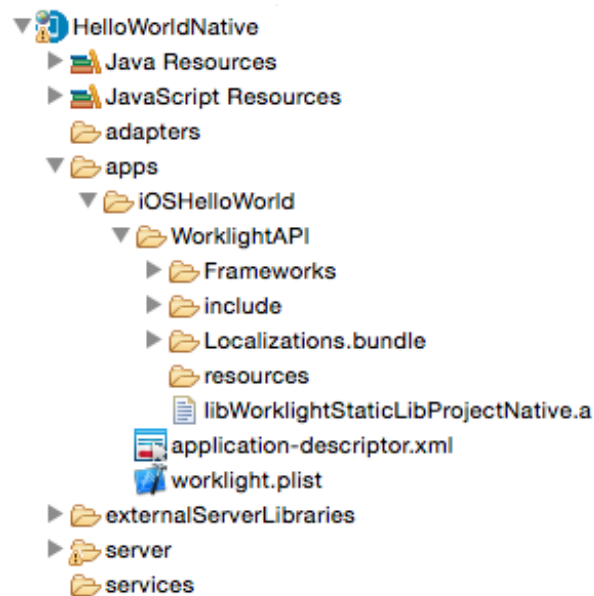 HelloWorldNative
Java Resources
JavaScript Resources
adapters
apps
iOSHelloWorld
WorklightAPI
Frameworks
include
Localizations.bundle
resources
libWorklightStaticLibProjectNative.a
application-descriptor.xml
worklight.plist
externalServerLibraries
server
services